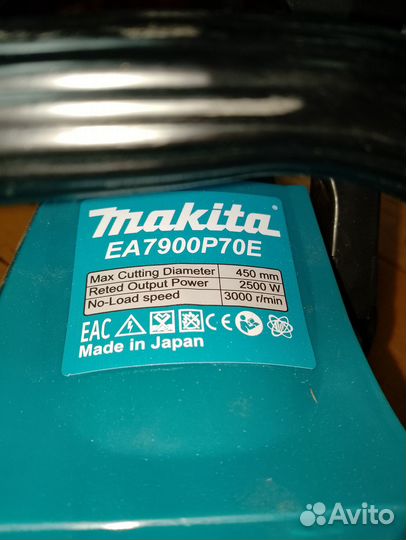 makita
EA7900P70E
Max Cutting Diameter 450 mm
Reted Output Power 2500 W
No-Load speed 3000 r/min
EAC CE
Made in Japan
Avito